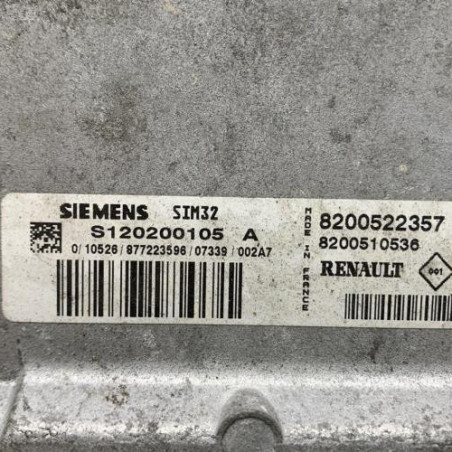 SIEMENS SIM32
S120200105 A
0/10526/877223596/07339/002A7
MADE IN FRANCE
8200522357
8200510536
RENAULT 001